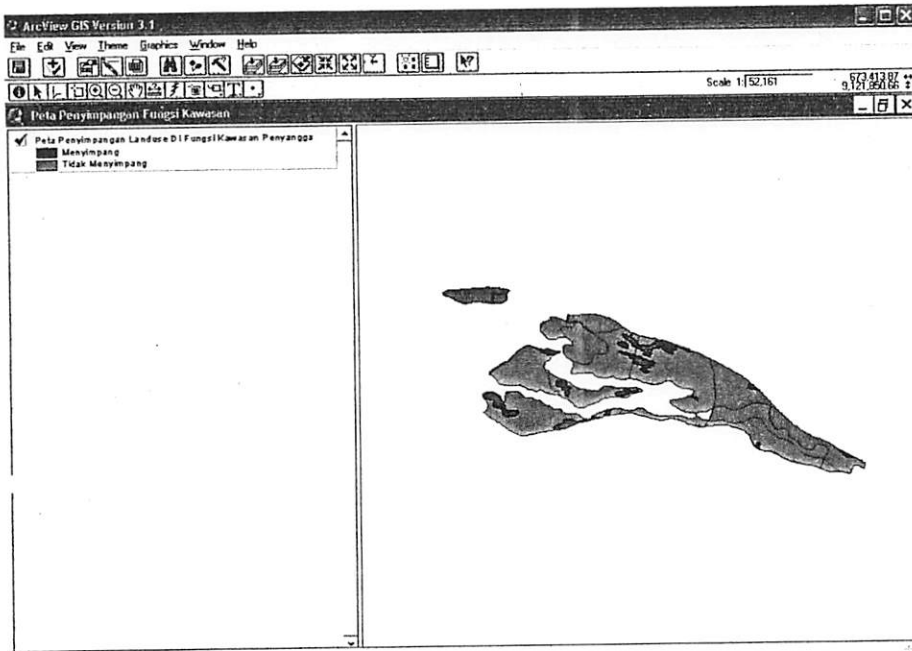 ArcView GIS Version 3.1
File Edit View Theme Graphics Window Help
Scale 1: 52,161
673,413.87
9,121,850.66
Peta Penyimpangan Fungsi Kawasan
Peta Penyimpangan Landuse DI Fungsi Kawasan Penyangga
Menyimpang
Tidak Menyimpang